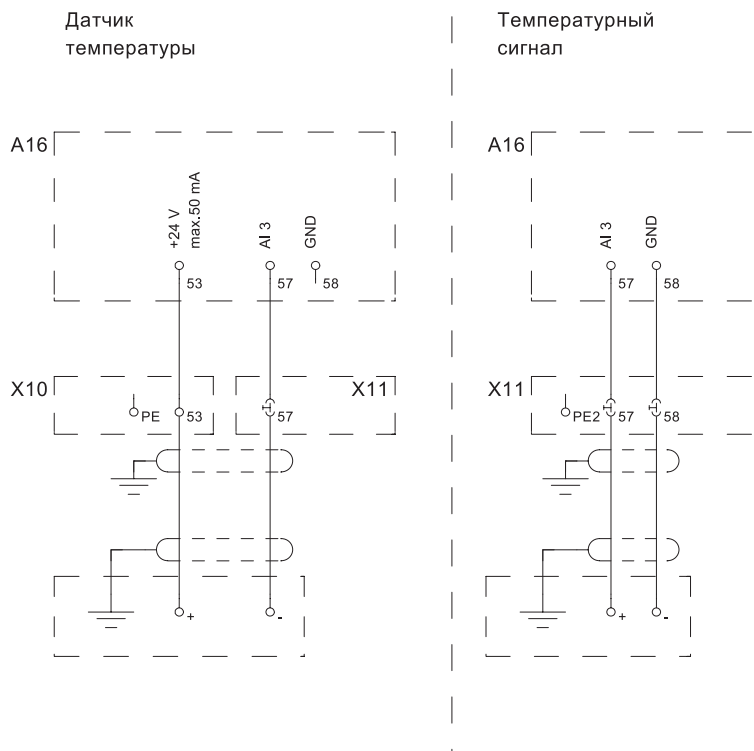 Датчик
температуры
Температурный
сигнал
A16
+24 V
max.50 mA
AI 3
GND
53
57
58
A16
AI 3
GND
57
58
X10
PE
53
57
X11
X11
PE2
57
58
+
-
+
-